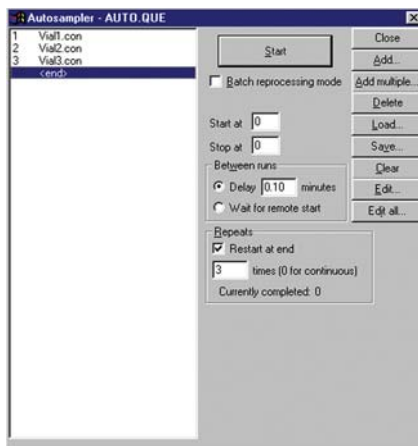 Autosampler - AUTO.QUE
1 Vial1.con
2 Vial2.con
3 Vial3.con
<end>
Start
Batch reprocessing mode
Start at 0
Stop at 0
Between runs
Delay 0.10 minutes
Wait for remote start
Repeats
Restart at end
3 times (0 for continuous)
Currently completed: 0
Close
Add...
Add multiple...
Delete
Load...
Save...
Clear
Edit...
Edit all...